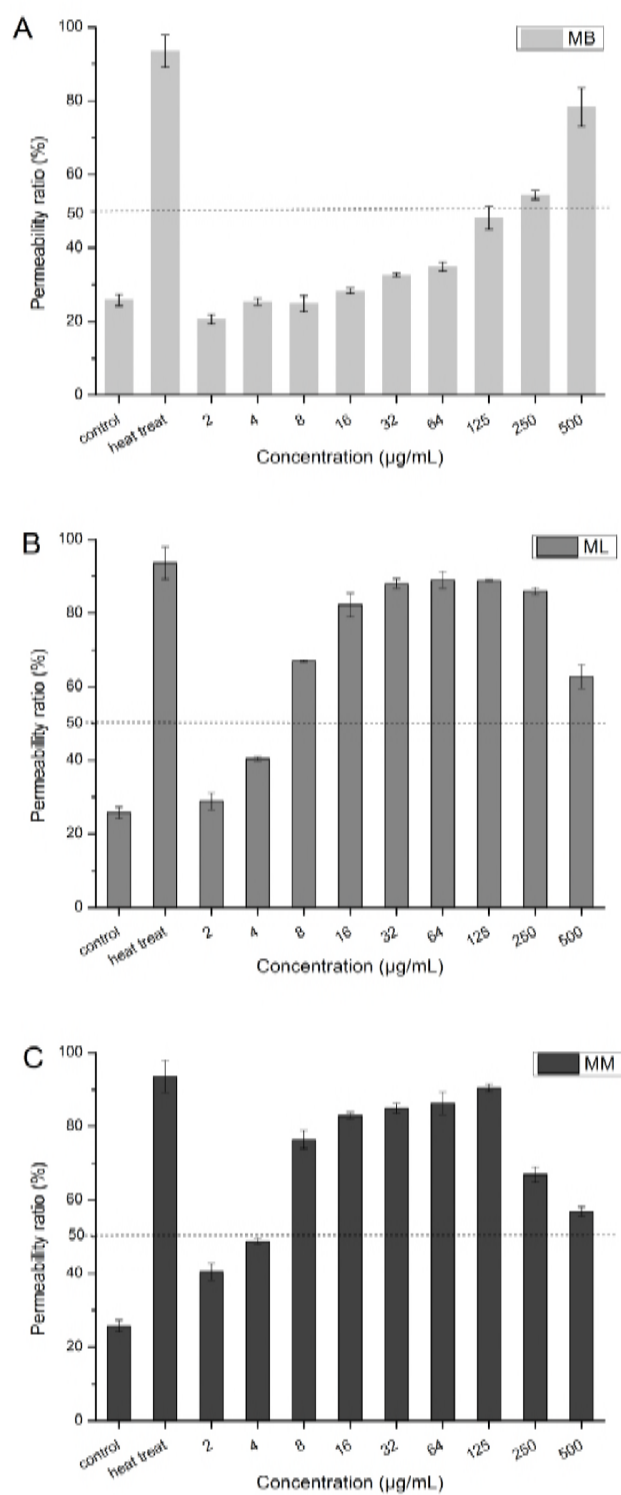 A
MB
Permeability ratio (%)
100
80
60
50
40
20
0
control heat treat 2 4 8 16 32 64 125 250 500
Concentration (µg/mL)
B
ML
Permeability ratio (%)
100
80
60
50
40
20
0
control heat treat 2 4 8 16 32 64 125 250 500
Concentration (µg/mL)
C
MM
Permeability ratio (%)
100
80
60
50
40
20
0
control heat treat 2 4 8 16 32 64 125 250 500
Concentration (µg/mL)